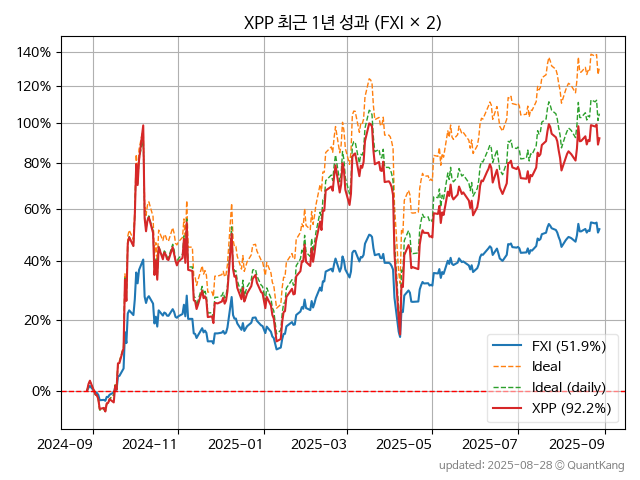 XPP 최근 1년 성과 (FXI × 2)
140%
120%
100%
80%
60%
40%
20%
0%
FXI (51.9%)
Ideal
Ideal (daily)
XPP (92.2%)
2024-09 2024-11 2025-01 2025-03 2025-05 2025-07 2025-09
updated: 2025-08-28 © QuantKang